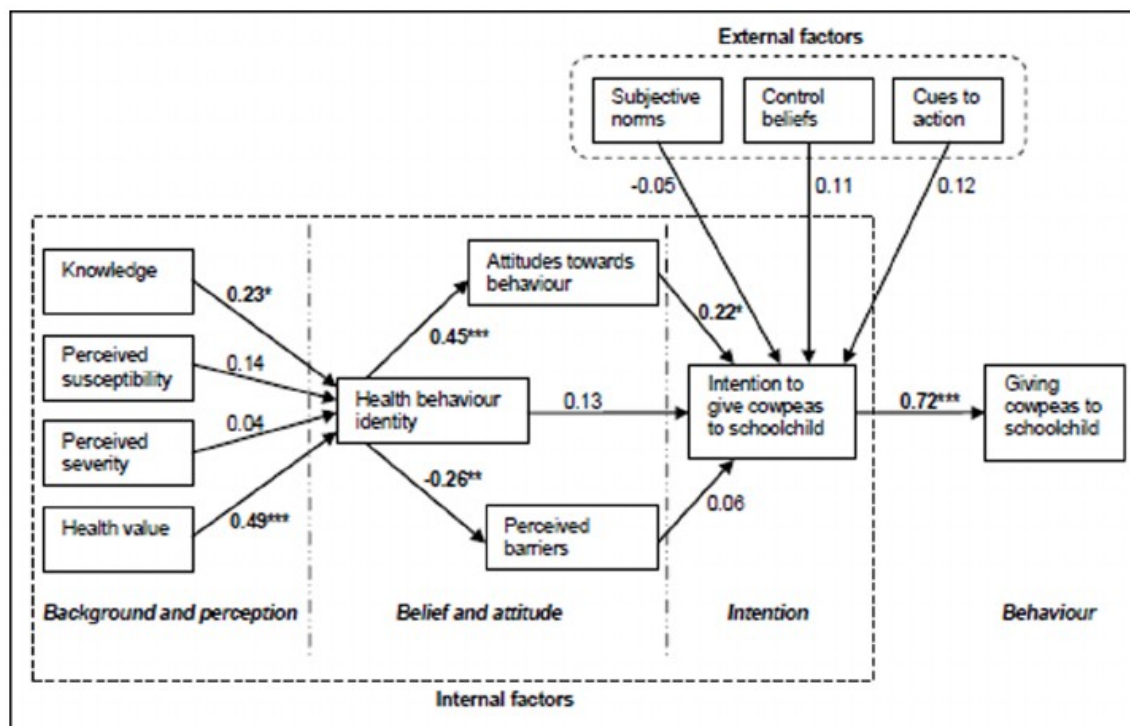 External factors
Subjective
norms
Control
beliefs
Cues to
action
-0.05
0.11
0.12
Knowledge
0.23*
Perceived
susceptibility
0.14
Perceived
severity
0.04
Health value
0.49***
Health behaviour
identity
0.45***
Attitudes towards
behaviour
0.22*
0.13
-0.26**
Perceived
barriers
0.06
Intention to
give cowpeas
to schoolchild
0.72***
Giving
cowpeas to
schoolchild
Background and perception
Belief and attitude
Intention
Behaviour
Internal factors